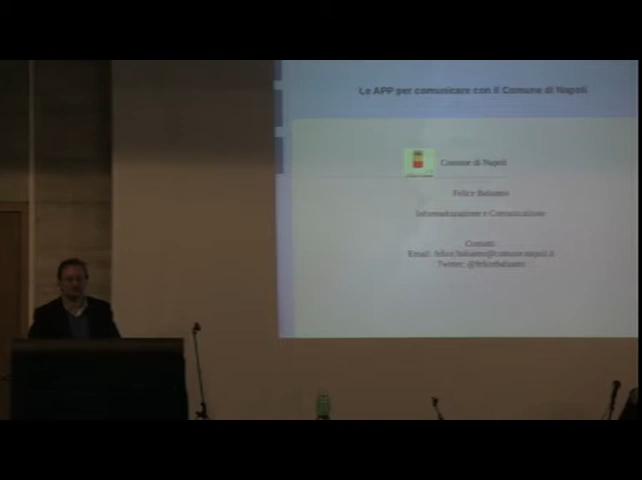 Le APP per comunicare con il Comune di Napoli
Comune di Napoli
Felice Balsamo
Informatizzazione e Comunicazione
Contatti
Email: felice.balsamo@comune.napoli.it
Twitter: @felicebalsamo